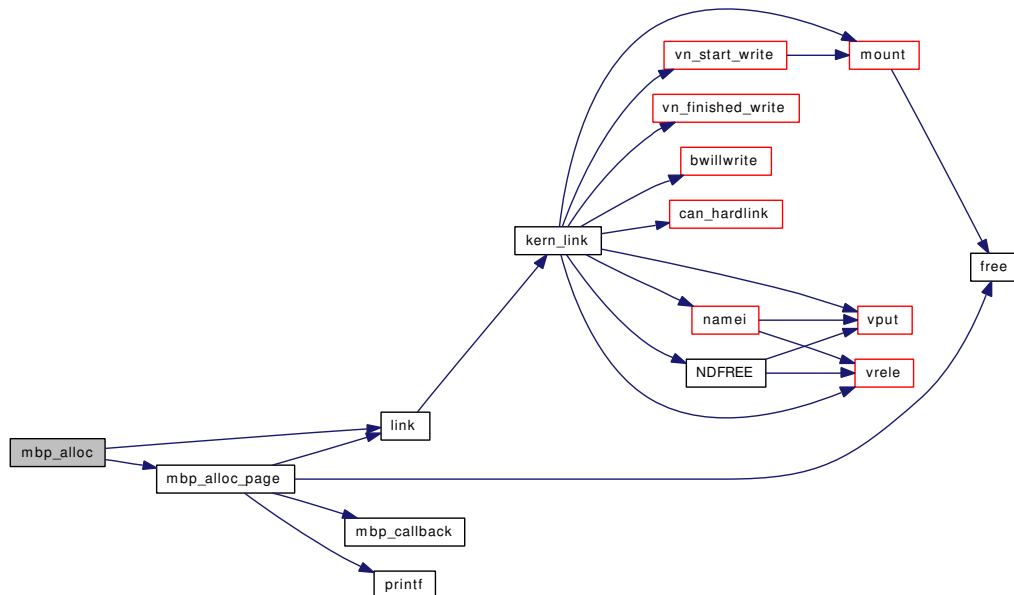 vn_start_write
mount
vn_finished_write
bwillwrite
can_hardlink
kern_link
free
namei
vput
NDFREE
vrele
link
mbp_alloc
mbp_alloc_page
mbp_callback
printf